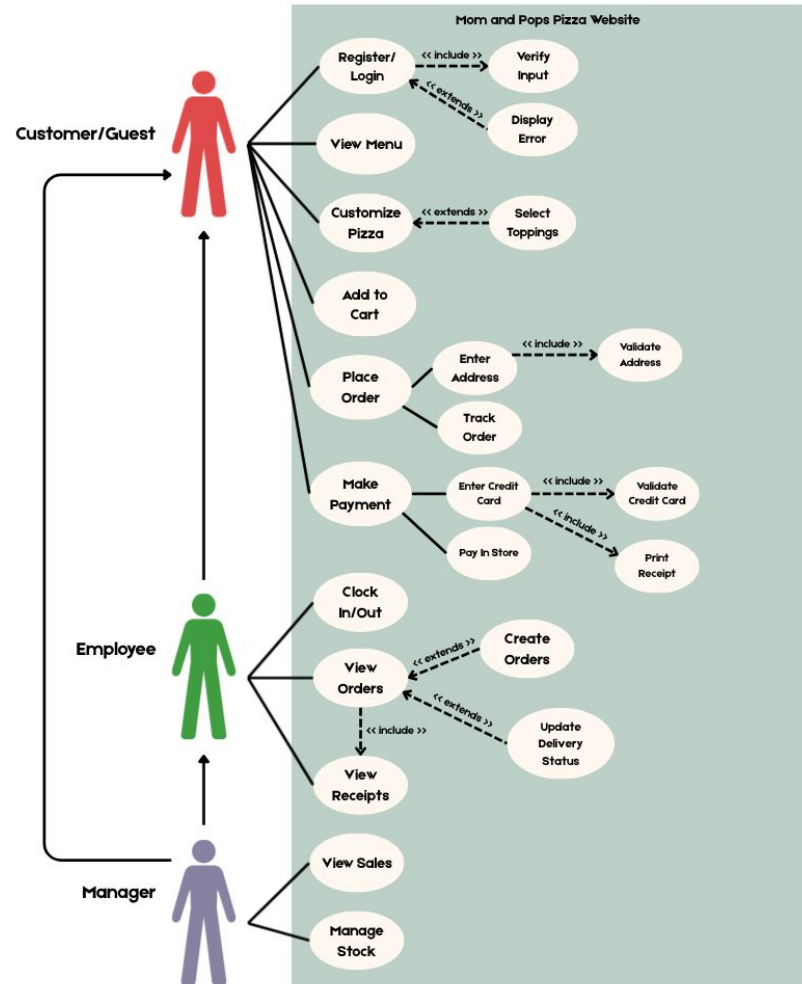 Mom and Pops Pizza Website
Customer/Guest
Register/
Login
<< include >>
Verify
Input
<< extends >>
Display
Error
View Menu
Customize
Pizza
<< extends >>
Select
Toppings
Add to
Cart
Place
Order
Enter
Address
<< include >>
Validate
Address
Track
Order
Make
Payment
Enter Credit
Card
<< include >>
Validate
Credit Card
<< include >>
Print
Receipt
Pay In Store
Employee
Clock
In/Out
View
Orders
<< extends >>
Create
Orders
<< extends >>
Update
Delivery
Status
<< include >>
View
Receipts
Manager
View Sales
Manage
Stock